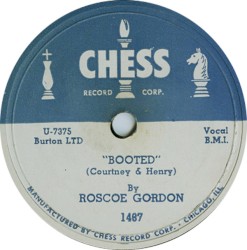 CHESS
RECORD CORP.
U-7375
Burton LTD
Vocal
B.M.I.
"BOOTED"
(Courtney & Henry)
By
ROSCOE GORDON
1487
MANUFACTURED BY CHESS RECORD CORP. - CHICAGO, ILL.